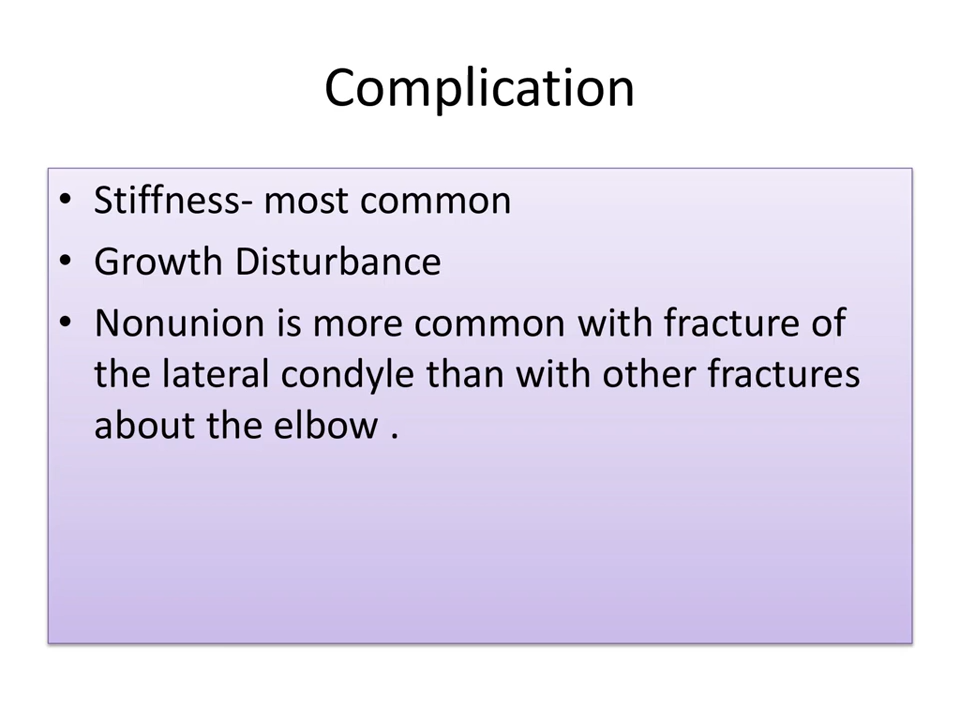 Complication
• Stiffness- most common
• Growth Disturbance
• Nonunion is more common with fracture of
the lateral condyle than with other fractures
about the elbow .